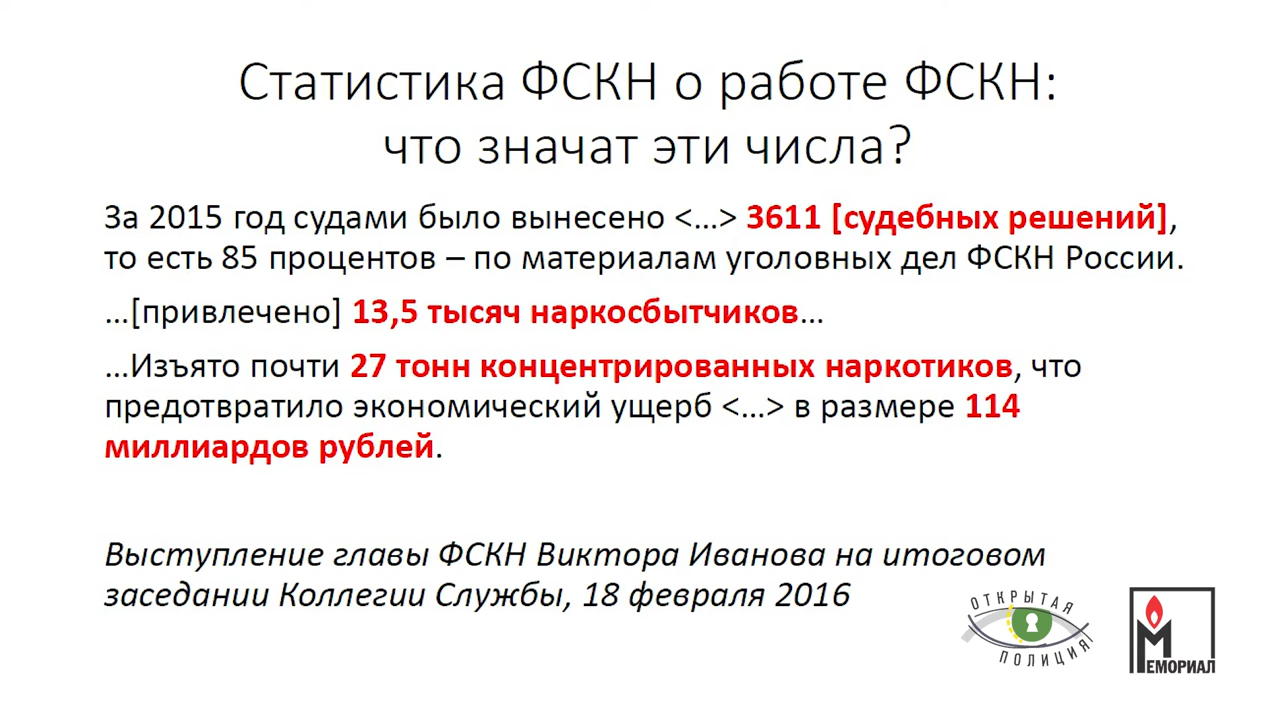 Статистика ФСКН о работе ФСКН:
что значат эти числа?
За 2015 год судами было вынесено <...> 3611 [судебных решений],
то есть 85 процентов – по материалам уголовных дел ФСКН России.
...[привлечено] 13,5 тысяч наркосбытчиков...
...Изъято почти 27 тонн концентрированных наркотиков, что
предотвратило экономический ущерб <...> в размере 114
миллиардов рублей.
Выступление главы ФСКН Виктора Иванова на итоговом
заседании Коллегии Службы, 18 февраля 2016
ОТКРЫТАЯ
ПОЛИЦИЯ
МЕМОРИАЛ